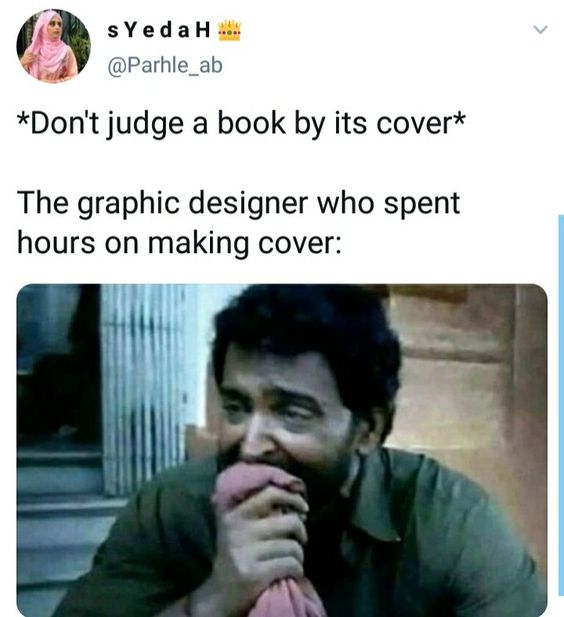 sYedaH 👑
@Parhle_ab
*Don't judge a book by its cover*
The graphic designer who spent
hours on making cover: